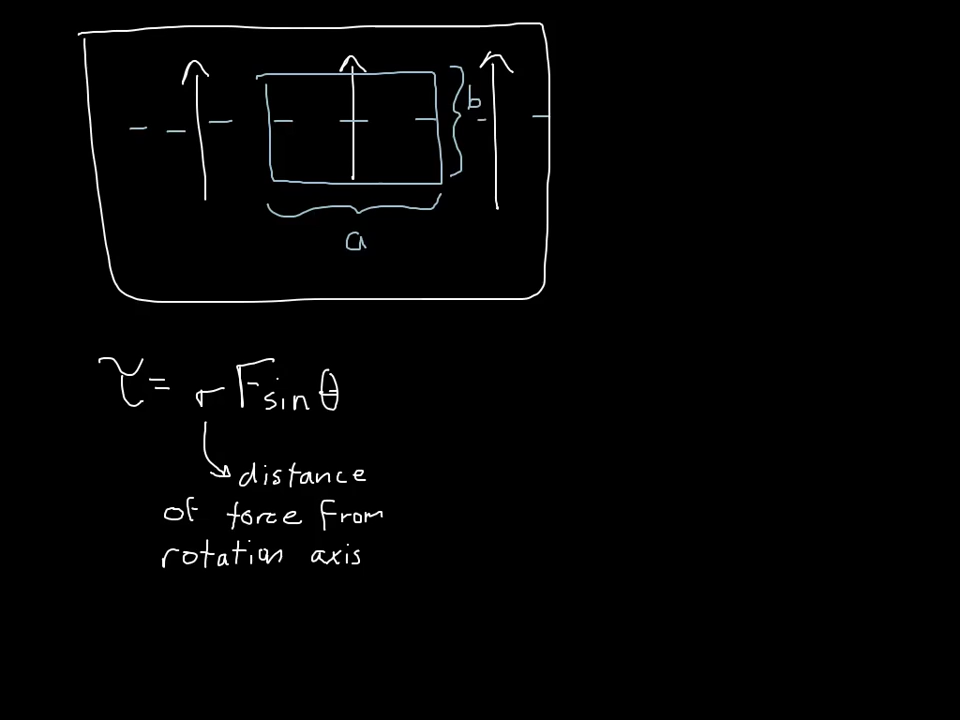 b
a
τ = r F sin θ
distance
of force from
rotation axis